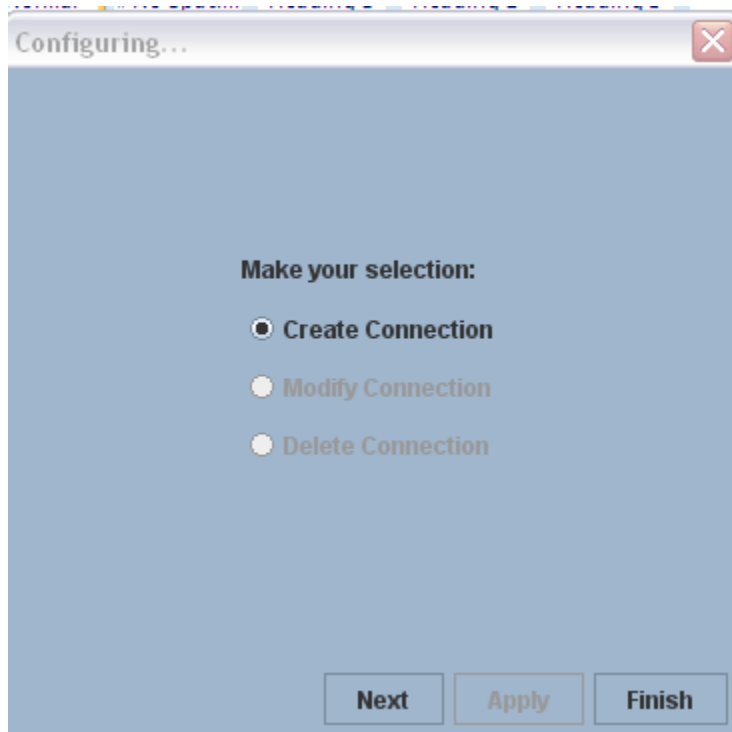 Configuring...
Make your selection:
Create Connection
Modify Connection
Delete Connection
Next Apply Finish